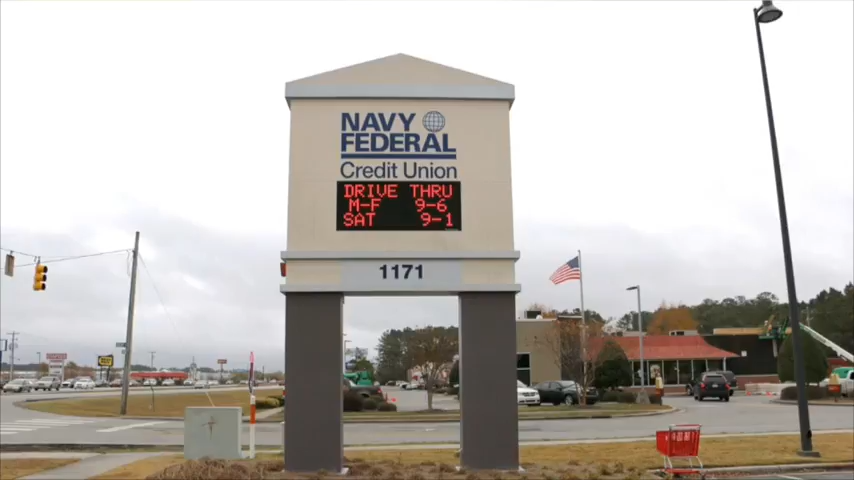 NAVY
FEDERAL
Credit Union
DRIVE THRU
M-F 9-6
SAT 9-1
1171